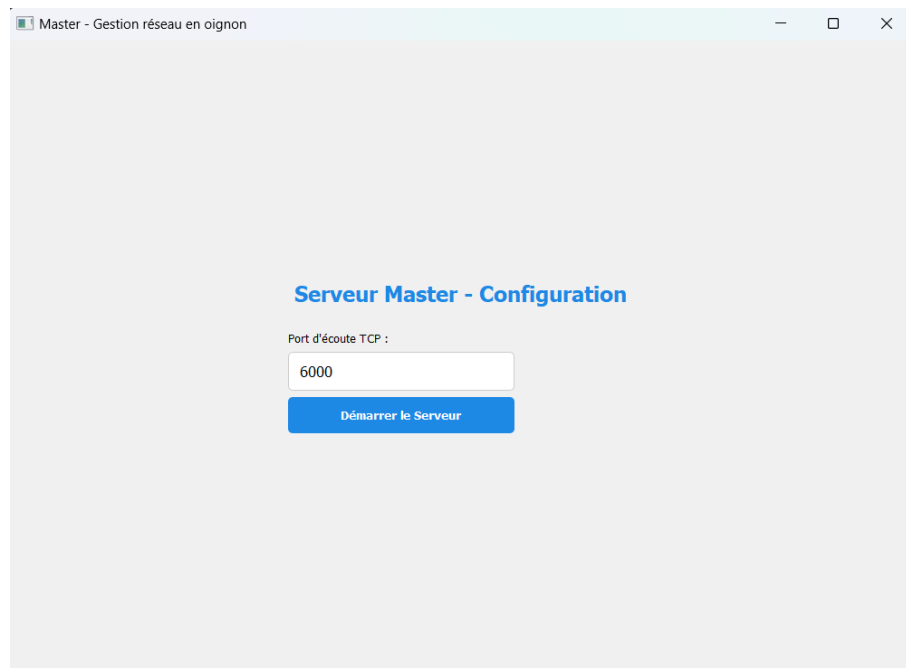 Master - Gestion réseau en oignon
Serveur Master - Configuration
Port d'écoute TCP :
6000
Démarrer le Serveur